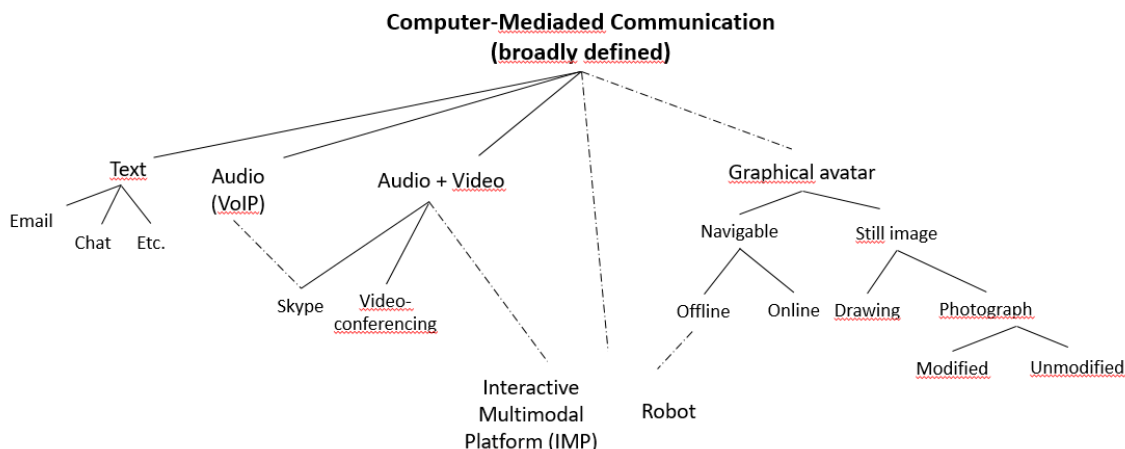 Computer-Mediaded Communication
(broadly defined)
Text
Audio
(VoIP)
Audio + Video
Graphical avatar
Email
Chat
Etc.
Navigable
Still image
Skype
Video-
conferencing
Offline
Online
Drawing
Photograph
Modified
Unmodified
Interactive
Multimodal
Platform (IMP)
Robot